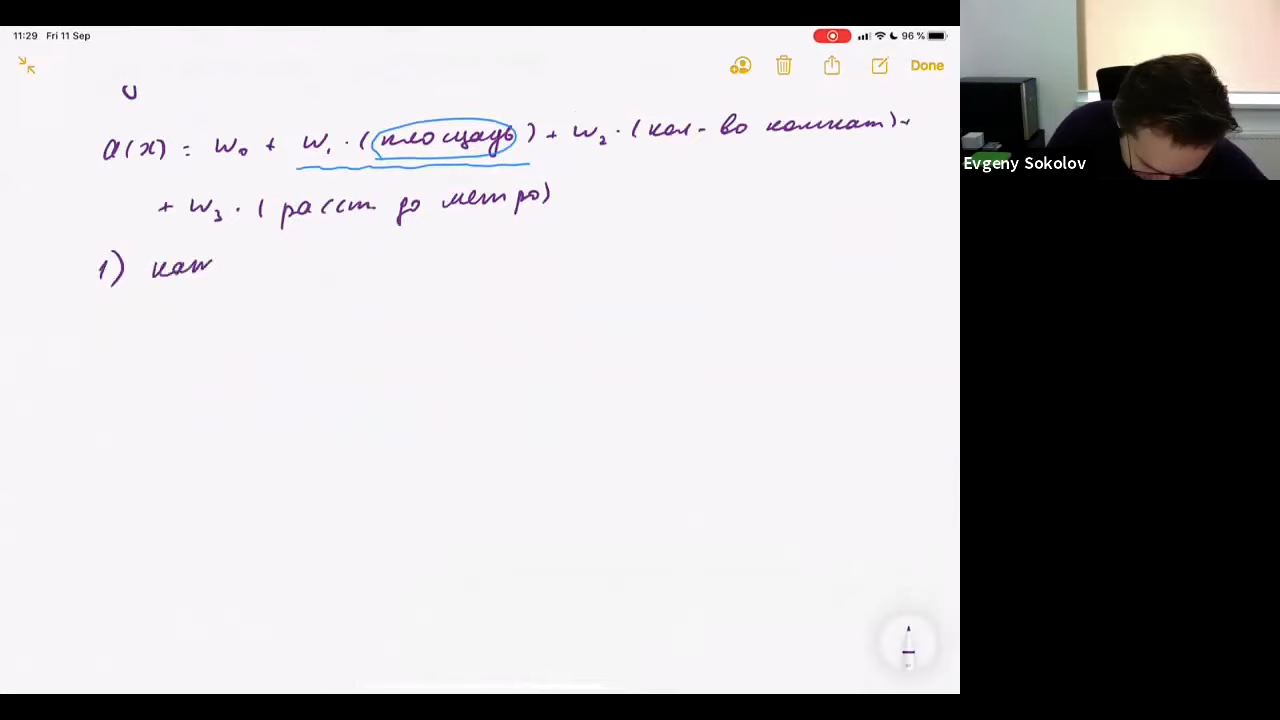 11:29 Fri 11 Sep
96 %
Done
a(x) = w₀ + w₁ · (площадь) + w₂ · (кол-во комнат) +
+ w₃ · (расст до метро)
1) каж
Evgeny Sokolov